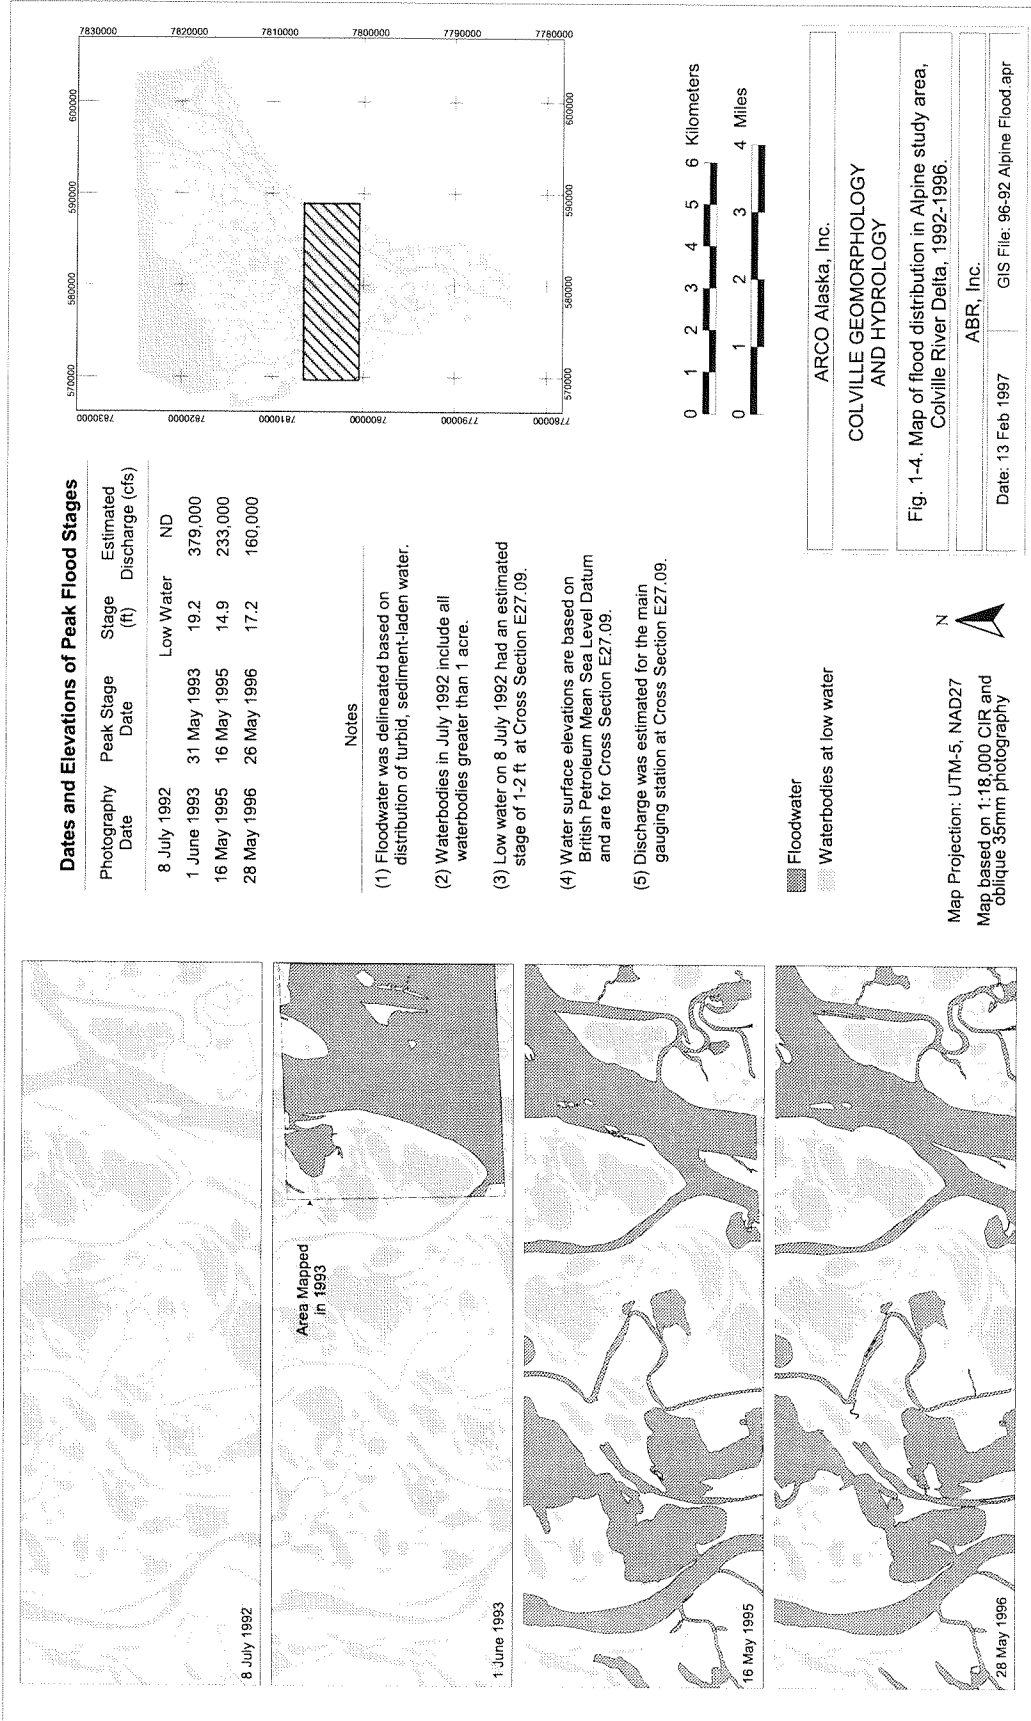 8 July 1992
Area Mapped
in 1993
1 June 1993
16 May 1995
28 May 1996
Dates and Elevations of Peak Flood Stages
Photography Date Peak Stage Date Stage (ft) Estimated Discharge (cfs)
8 July 1992 Low Water ND
1 June 1993 31 May 1993 19.2 379,000
16 May 1995 16 May 1995 14.9 233,000
28 May 1996 26 May 1996 17.2 160,000
Notes
(1) Floodwater was delineated based on
distribution of turbid, sediment-laden water.
(2) Waterbodies in July 1992 include all
waterbodies greater than 1 acre.
(3) Low water on 8 July 1992 had an estimated
stage of 1-2 ft at Cross Section E27.09.
(4) Water surface elevations are based on
British Petroleum Mean Sea Level Datum
and are for Cross Section E27.09.
(5) Discharge was estimated for the main
gauging station at Cross Section E27.09.
Floodwater
Waterbodies at low water
Map Projection: UTM-5, NAD27
Map based on 1:18,000 CIR and
oblique 35mm photography
N
570000 580000 590000 600000
7830000 7830000
7820000 7820000
7810000 7810000
7800000 7800000
7790000 7790000
7780000 7780000
570000 580000 590000 600000
0 1 2 3 4 5 6 Kilometers
0 1 2 3 4 Miles
ARCO Alaska, Inc.
COLVILLE GEOMORPHOLOGY
AND HYDROLOGY
Fig. 1-4. Map of flood distribution in Alpine study area,
Colville River Delta, 1992-1996.
ABR, Inc.
Date: 13 Feb 1997 GIS File: 96-92 Alpine Flood.apr